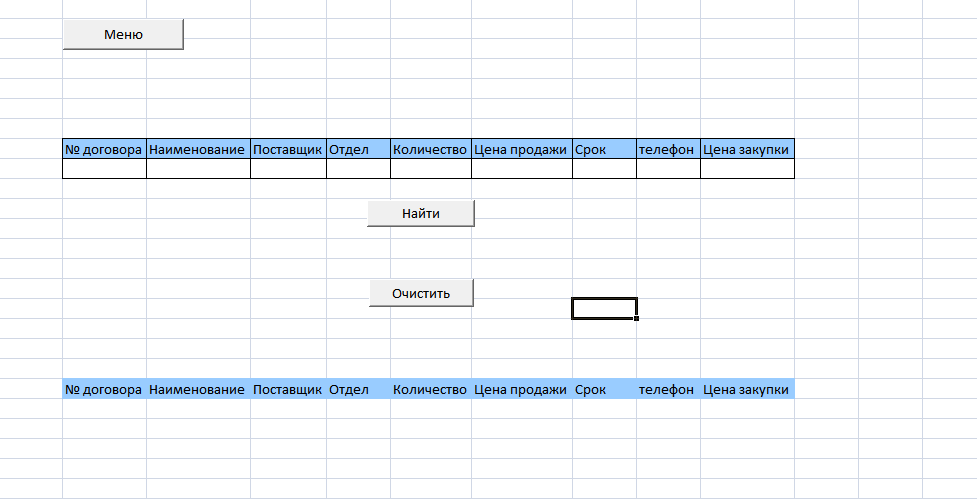 Меню
№ договора Наименование Поставщик Отдел Количество Цена продажи Срок телефон Цена закупки
Найти
Очистить
№ договора Наименование Поставщик Отдел Количество Цена продажи Срок телефон Цена закупки